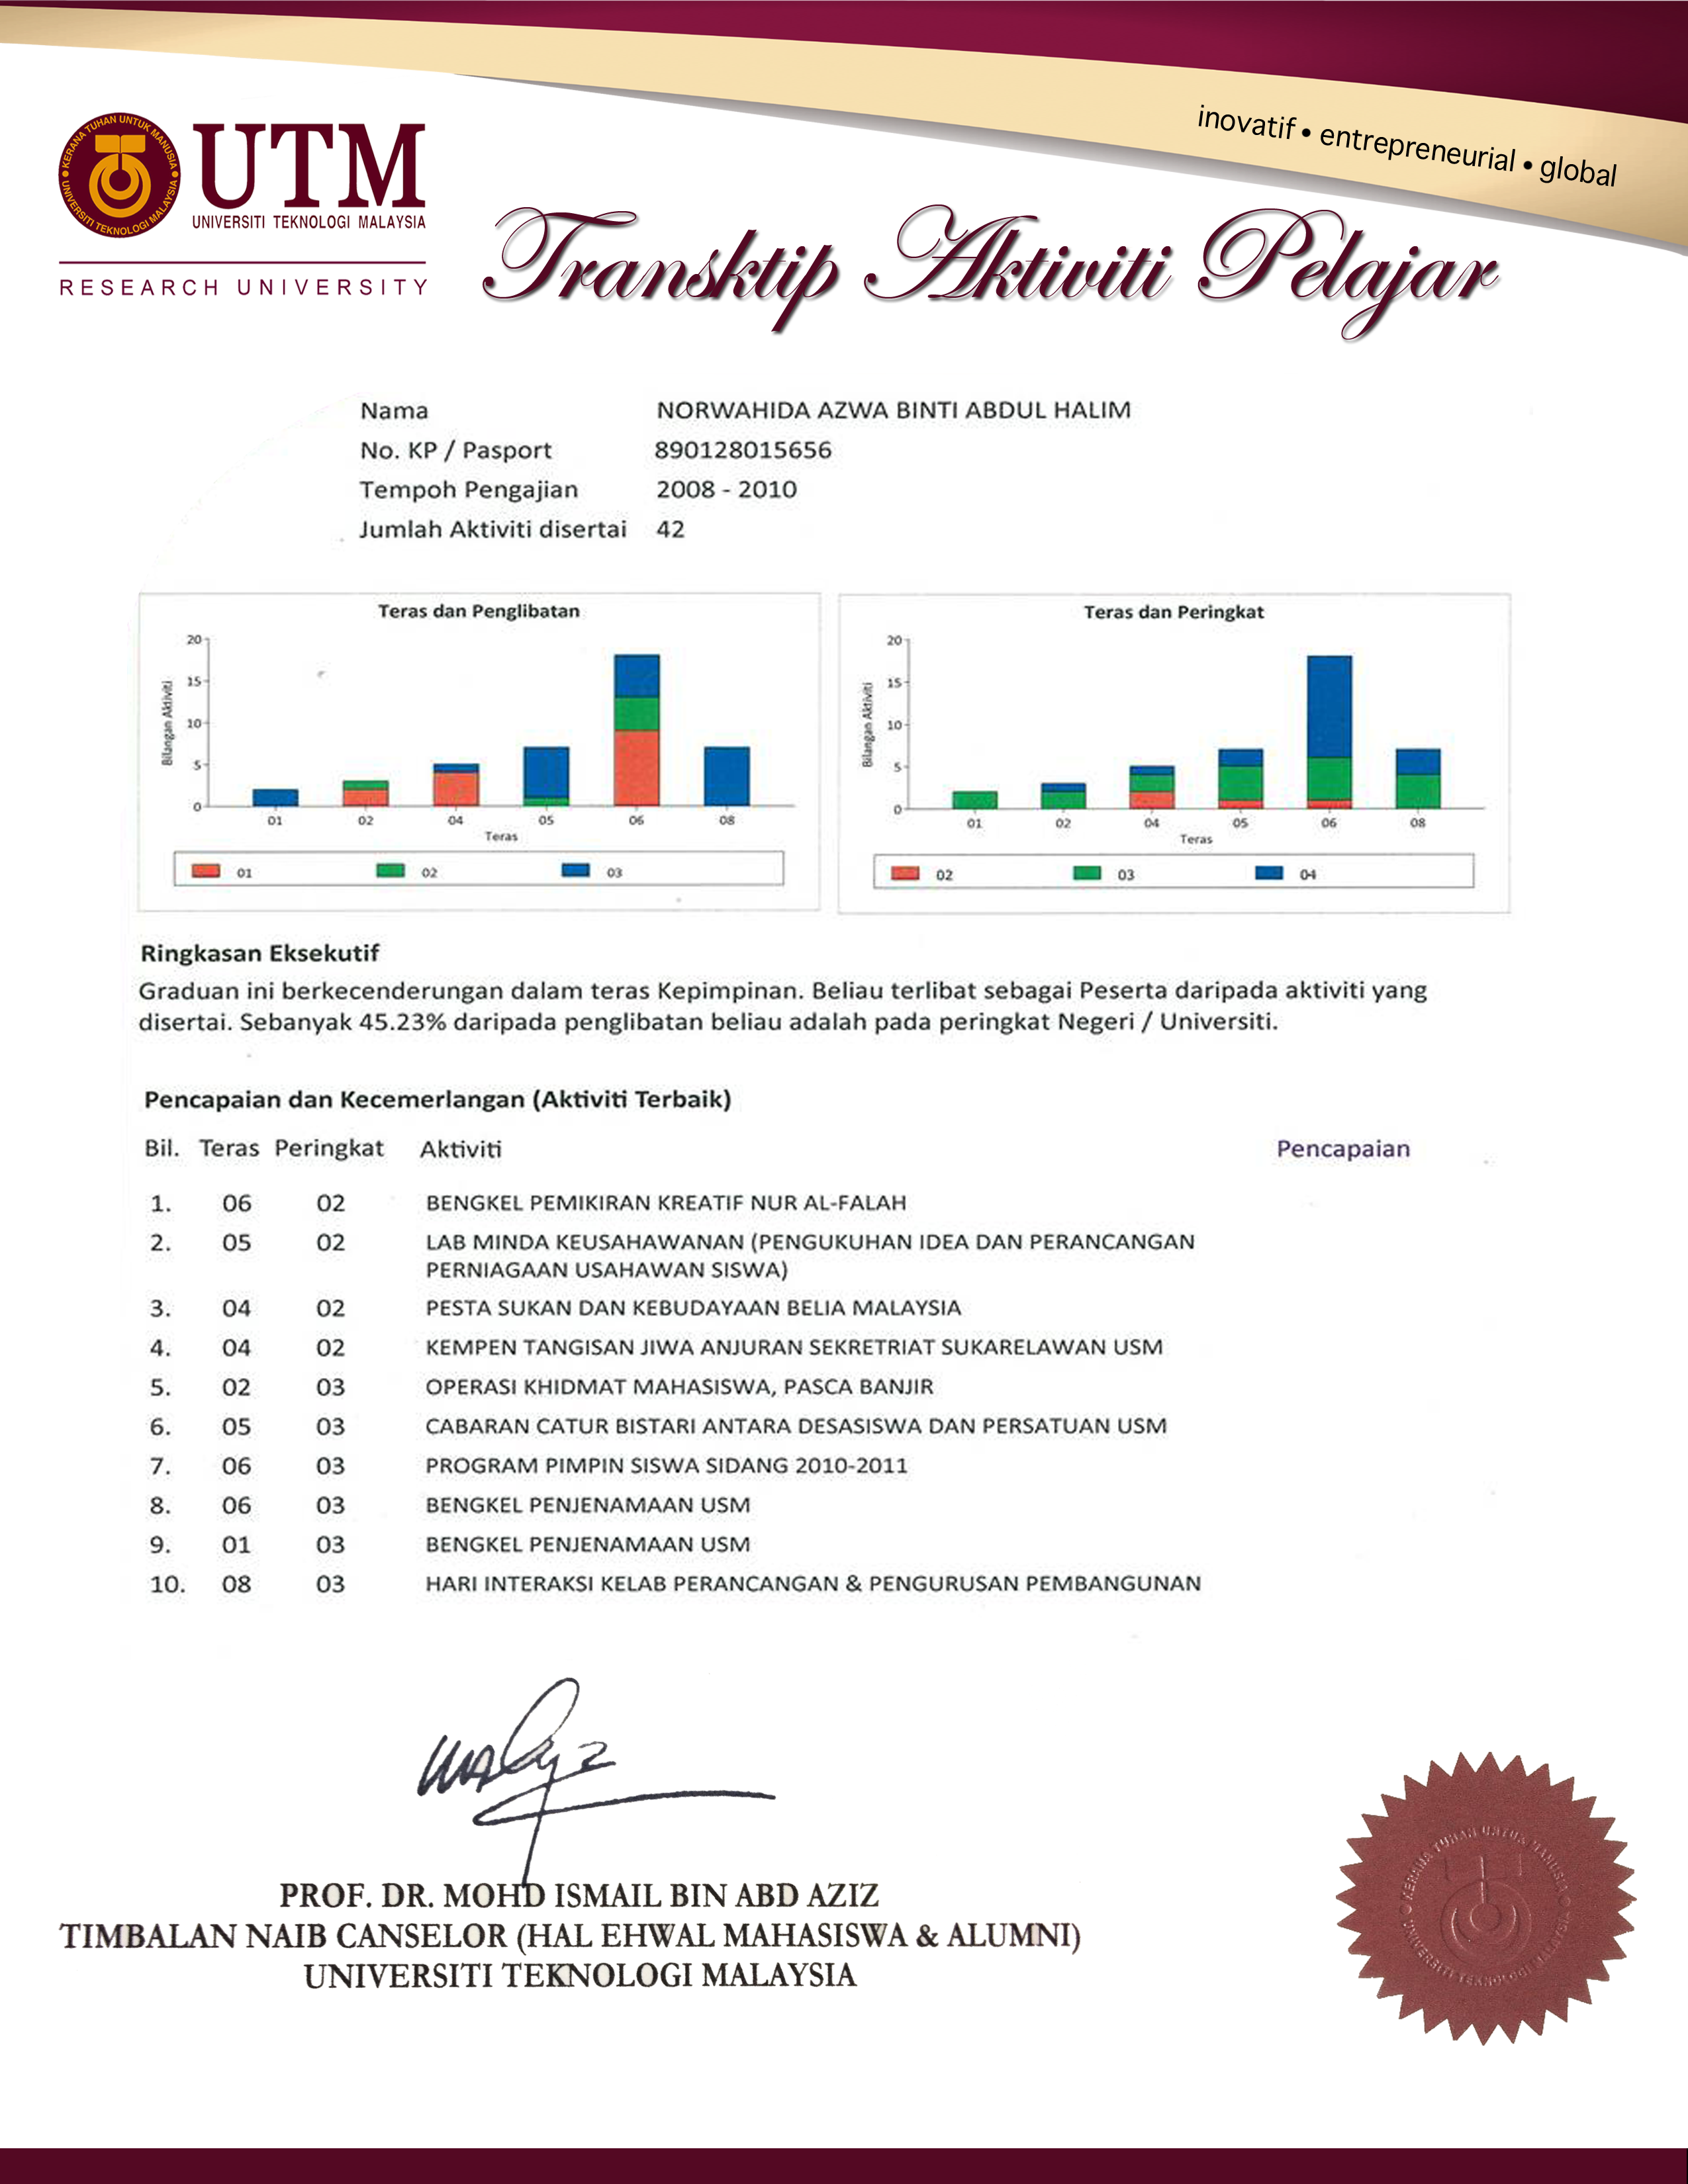 inovatif • entrepreneurial • global
KERANA TUHAN UNTUK MANUSIA
UNIVERSITI TEKNOLOGI MALAYSIA
UTM
UNIVERSITI TEKNOLOGI MALAYSIA
RESEARCH UNIVERSITY
Transktip Aktiviti Pelajar
Nama NORWAHIDA AZWA BINTI ABDUL HALIM
No. KP / Pasport 890128015656
Tempoh Pengajian 2008 - 2010
Jumlah Aktiviti disertai 42
Teras dan Penglibatan
Bilangan Aktiviti
20
15
10
5
0
01 02 04 05 06 08
Teras
01 02 03
Teras dan Peringkat
Bilangan Aktiviti
20
15
10
5
0
01 02 04 05 06 08
Teras
02 03 04
Ringkasan Eksekutif
Graduan ini berkecenderungan dalam teras Kepimpinan. Beliau terlibat sebagai Peserta daripada aktiviti yang
disertai. Sebanyak 45.23% daripada penglibatan beliau adalah pada peringkat Negeri / Universiti.
Pencapaian dan Kecemerlangan (Aktiviti Terbaik)
Bil. Teras Peringkat Aktiviti Pencapaian
1. 06 02 BENGKEL PEMIKIRAN KREATIF NUR AL-FALAH
2. 05 02 LAB MINDA KEUSAHAWANAN (PENGUKUHAN IDEA DAN PERANCANGAN
PERNIAGAAN USAHAWAN SISWA)
3. 04 02 PESTA SUKAN DAN KEBUDAYAAN BELIA MALAYSIA
4. 04 02 KEMPEN TANGISAN JIWA ANJURAN SEKRETRIAT SUKARELAWAN USM
5. 02 03 OPERASI KHIDMAT MAHASISWA, PASCA BANJIR
6. 05 03 CABARAN CATUR BISTARI ANTARA DESASISWA DAN PERSATUAN USM
7. 06 03 PROGRAM PIMPIN SISWA SIDANG 2010-2011
8. 06 03 BENGKEL PENJENAMAAN USM
9. 01 03 BENGKEL PENJENAMAAN USM
10. 08 03 HARI INTERAKSI KELAB PERANCANGAN & PENGURUSAN PEMBANGUNAN
PROF. DR. MOHD ISMAIL BIN ABD AZIZ
TIMBALAN NAIB CANSELOR (HAL EHWAL MAHASISWA & ALUMNI)
UNIVERSITI TEKNOLOGI MALAYSIA
KERANA TUHAN UNTUK MANUSIA
UNIVERSITI TEKNOLOGI MALAYSIA